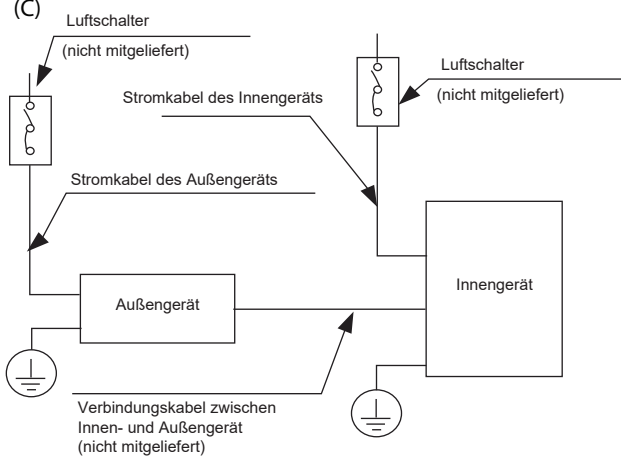 (C)
Luftschalter
(nicht mitgeliefert)
Luftschalter
(nicht mitgeliefert)
Stromkabel des Innengeräts
Stromkabel des Außengeräts
Außengerät
Innengerät
Verbindungskabel zwischen
Innen- und Außengerät
(nicht mitgeliefert)